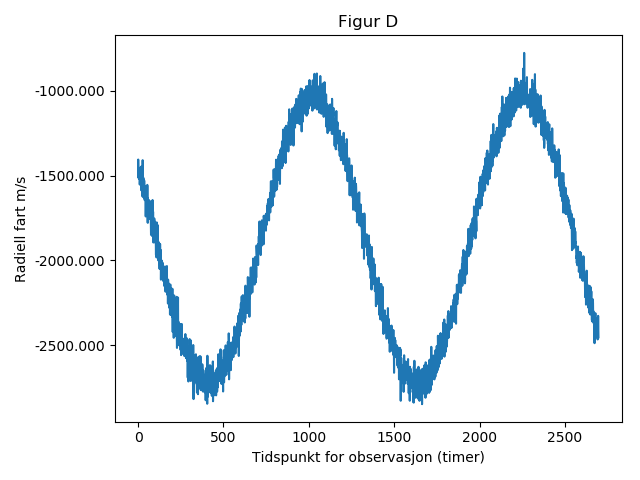 Figur D
Radiell fart m/s
-1000.000
-1500.000
-2000.000
-2500.000
0 500 1000 1500 2000 2500
Tidspunkt for observasjon (timer)